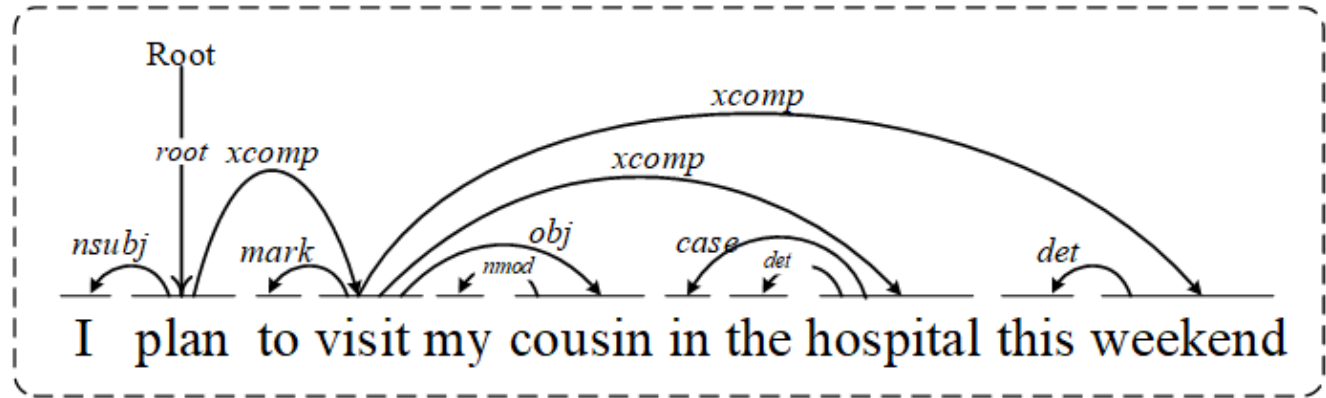 Root
xcomp
root xcomp
xcomp
nsubj mark obj case det
nmod det
I plan to visit my cousin in the hospital this weekend